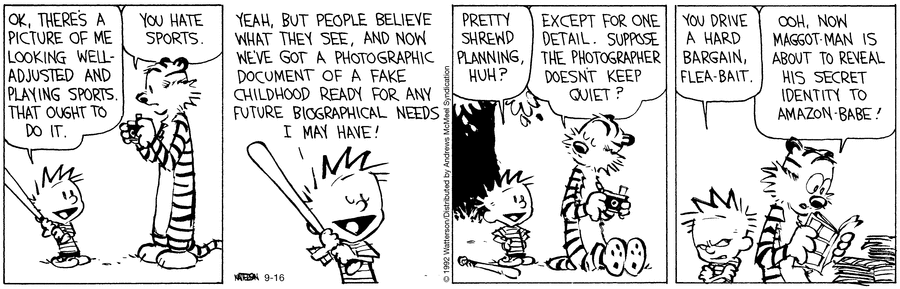 OK, THERE'S A
PICTURE OF ME
LOOKING WELL-
ADJUSTED AND
PLAYING SPORTS.
THAT OUGHT TO
DO IT.
YOU HATE
SPORTS.
YEAH, BUT PEOPLE BELIEVE
WHAT THEY SEE, AND NOW
WE'VE GOT A PHOTOGRAPHIC
DOCUMENT OF A FAKE
CHILDHOOD READY FOR ANY
FUTURE BIOGRAPHICAL NEEDS
I MAY HAVE!
WATTERSON 9-16
© 1992 Watterson/Distributed by Andrews McMeel Syndication
PRETTY
SHREWD
PLANNING,
HUH?
EXCEPT FOR ONE
DETAIL. SUPPOSE
THE PHOTOGRAPHER
DOESN'T KEEP
QUIET?
YOU DRIVE
A HARD
BARGAIN,
FLEA-BAIT.
OOH, NOW
MAGGOT-MAN IS
ABOUT TO REVEAL
HIS SECRET
IDENTITY TO
AMAZON-BABE!